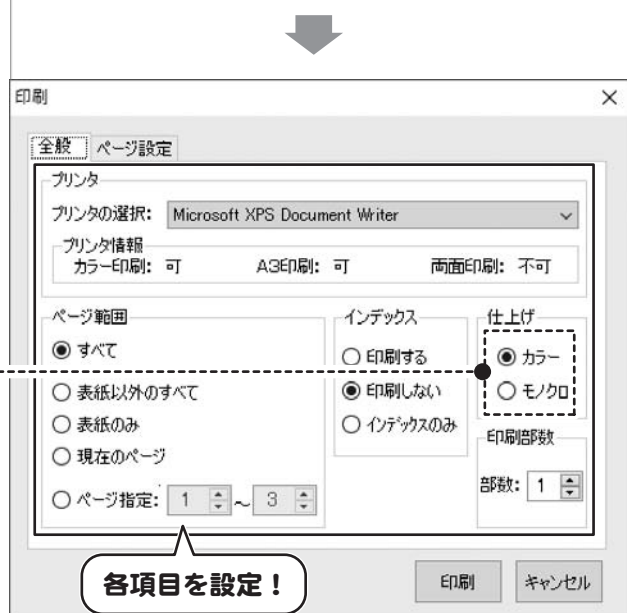 印刷
全般 ページ設定
プリンタ
プリンタの選択： Microsoft XPS Document Writer
プリンタ情報
カラー印刷： 可 A3印刷： 可 両面印刷： 不可
ページ範囲
すべて
表紙以外のすべて
表紙のみ
現在のページ
ページ指定： 1 ～ 3
インデックス
印刷する
印刷しない
インデックスのみ
仕上げ
カラー
モノクロ
印刷部数
部数： 1
各項目を設定！
印刷 キャンセル